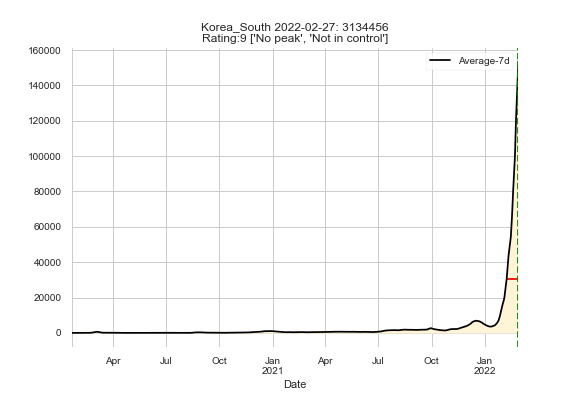 Korea_South 2022-02-27: 3134456
Rating:9 ['No peak', 'Not in control']
160000
Average-7d
140000
120000
100000
80000
60000
40000
20000
0
Apr Jul Oct Jan Apr Jul Oct Jan
2021 2022
Date